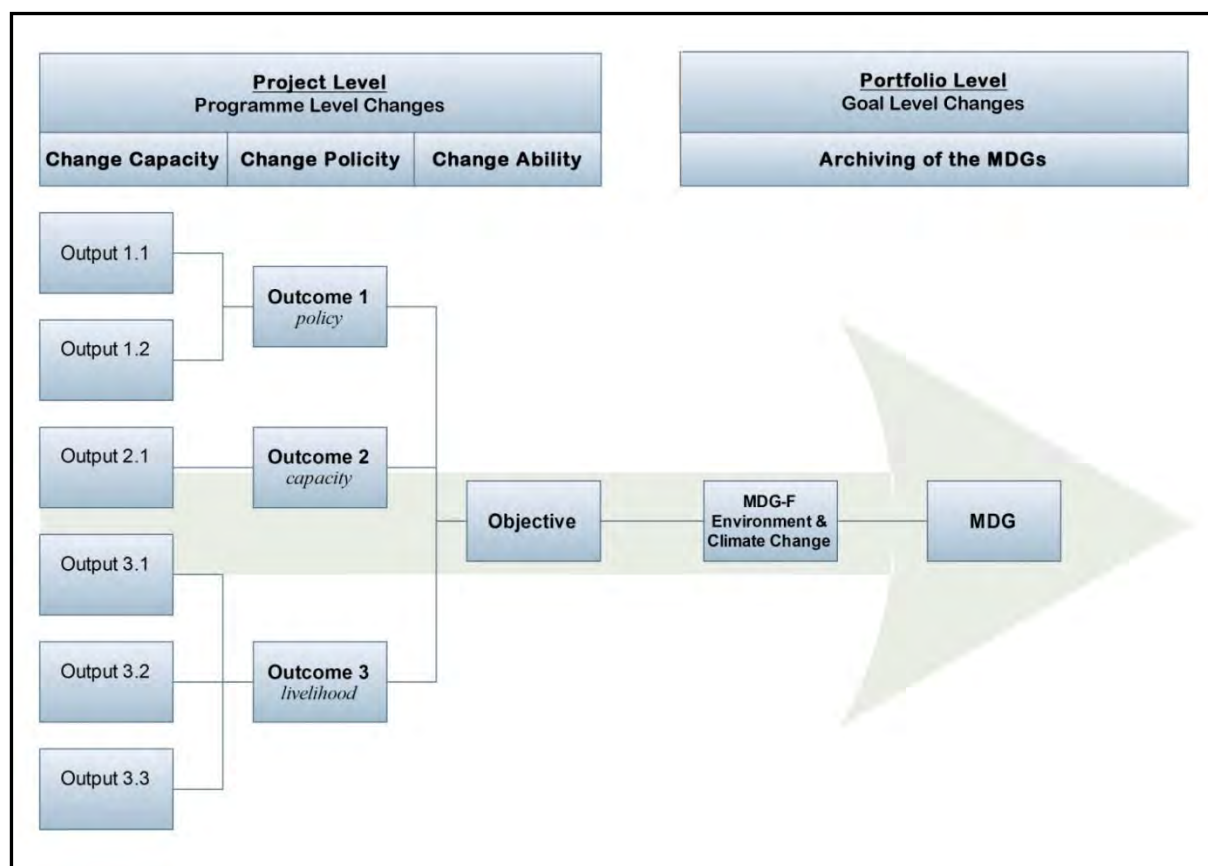 Project Level
Programme Level Changes
Change Capacity
Change Policity
Change Ability
Portfolio Level
Goal Level Changes
Archiving of the MDGs
Output 1.1
Output 1.2
Output 2.1
Output 3.1
Output 3.2
Output 3.3
Outcome 1
policy
Outcome 2
capacity
Outcome 3
livelihood
Objective
MDG-F
Environment &
Climate Change
MDG